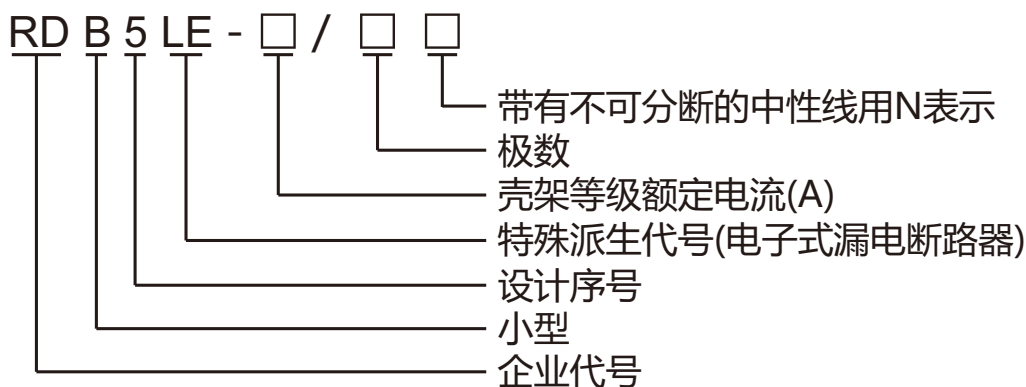 RD B 5 LE - □ / □ □
带有不可分断的中性线用N表示
极数
壳架等级额定电流(A)
特殊派生代号(电子式漏电断路器)
设计序号
小型
企业代号